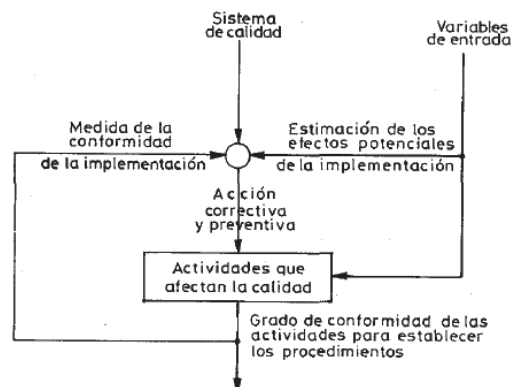 Sistema
de calidad
Variables
de entrada
Medida de la
conformidad
de la implementación
Estimación de los
efectos potenciales
de la implementación
Acción
correctiva
y preventiva
Actividades que
afectan la calidad
Grado de conformidad de las
actividades para establecer
los procedimientos